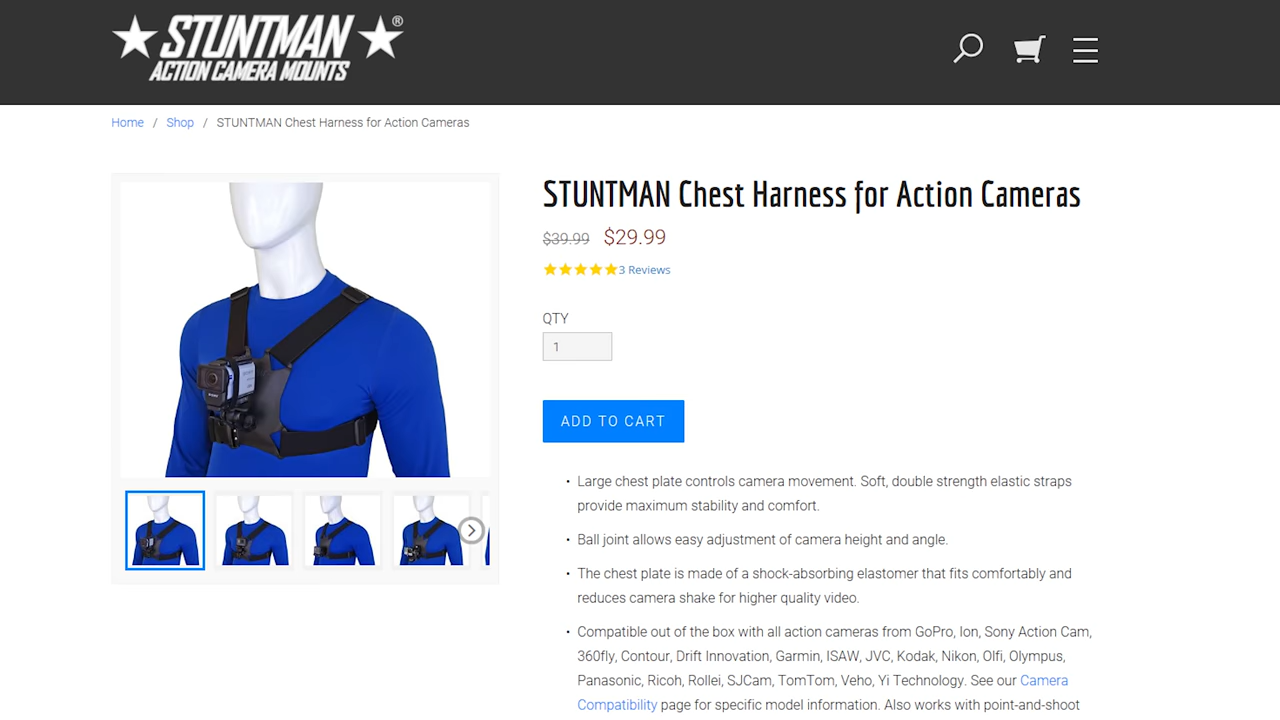 STUNTMAN®
ACTION CAMERA MOUNTS
Home / Shop / STUNTMAN Chest Harness for Action Cameras
STUNTMAN Chest Harness for Action Cameras
$39.99 $29.99
3 Reviews
QTY
1
ADD TO CART
• Large chest plate controls camera movement. Soft, double strength elastic straps
provide maximum stability and comfort.
• Ball joint allows easy adjustment of camera height and angle.
• The chest plate is made of a shock-absorbing elastomer that fits comfortably and
reduces camera shake for higher quality video.
• Compatible out of the box with all action cameras from GoPro, Ion, Sony Action Cam,
360fly, Contour, Drift Innovation, Garmin, ISAW, JVC, Kodak, Nikon, Olfi, Olympus,
Panasonic, Ricoh, Rollei, SJCam, TomTom, Veho, Yi Technology. See our Camera
Compatibility page for specific model information. Also works with point-and-shoot